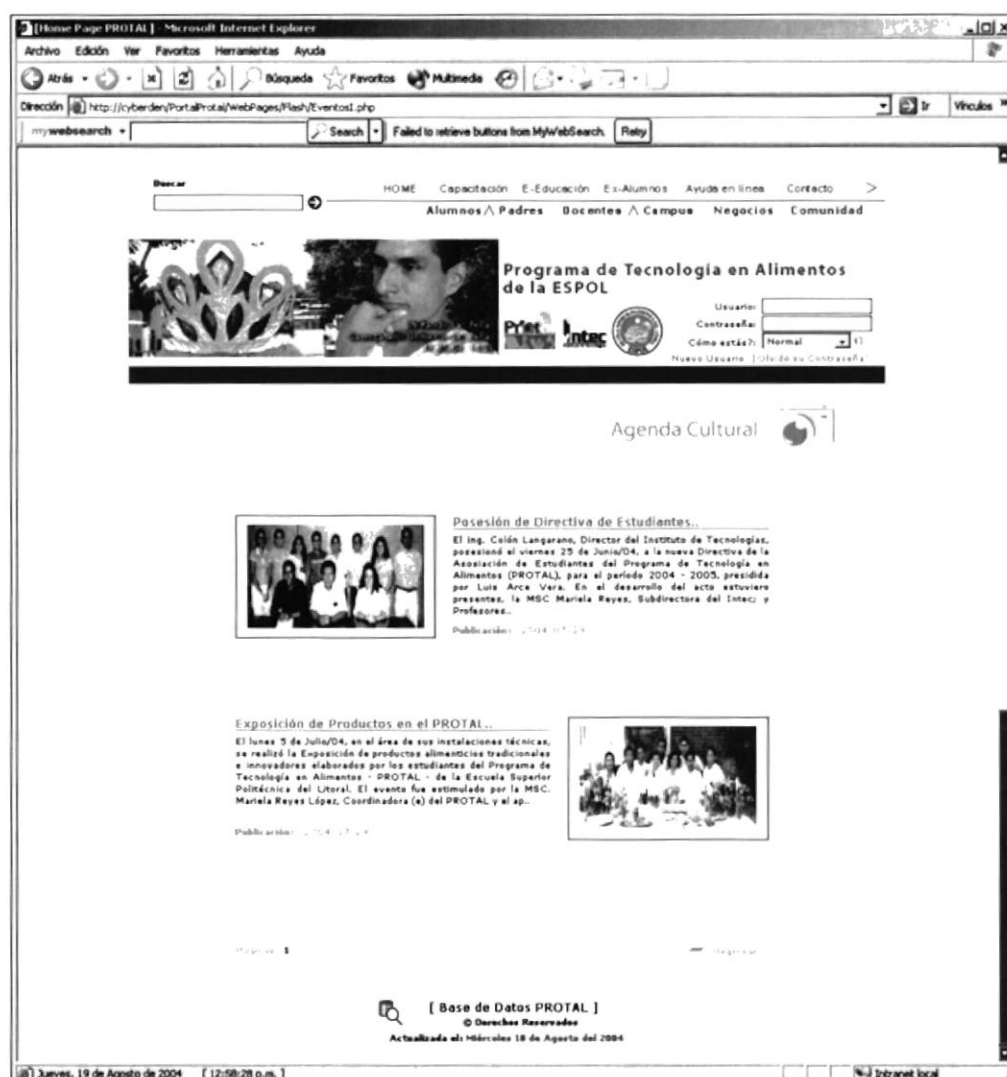 [Home Page PROTAL] - Microsoft Internet Explorer
Archivo Edición Ver Favoritos Herramientas Ayuda
Atrás Búsqueda Favoritos Multimedia
Dirección http://cyberden/PortalProtal/WebPages/Flash/Eventos1.php Ir Vínculos
mywebsearch Search Failed to retrieve buttons from MyWebSearch. Retry
Buscar
HOME Capacitación E-Educación Ex-Alumnos Ayuda en línea Contacto >
Alumnos Padres Docentes Campus Negocios Comunidad
Programa de Tecnología en Alimentos
de la ESPOL
Usuario:
Contraseña:
Cómo estás?: Normal
Nuevo Usuario | Olvidó su Contraseña
intec
Agenda Cultural
Posesión de Directiva de Estudiantes..
El ing. Colón Langarano, Director del Instituto de Tecnologías,
posesionó el viernes 25 de Junio/04, a la nueva Directiva de la
Asosiación de Estudiantes del Programa de Tecnología en
Alimentos (PROTAL), para el período 2004 - 2005, presidida
por Luis Arce Vera. En el desarrollo del acto estuviero
presentes, la MSC Mariela Reyes, Subdirectora del Intec; y
Profesores..
Publicación:
Exposición de Productos en el PROTAL..
El lunes 5 de Julio/04, en el área de sus instalaciones técnicas,
se realizó la Exposición de productos alimenticios tradicionales
e innovadores elaborados por los estudiantes del Programa de
Tecnología en Alimentos - PROTAL - de la Escuela Superior
Politécnica del Litoral. El evento fue estimulado por la MSC.
Mariela Reyes López, Coordinadora (e) del PROTAL y el ap..
Publicación:
1
[ Base de Datos PROTAL ]
© Derechos Reservados
Actualizada el: Miércoles 18 de Agosto del 2004
Jueves, 19 de Agosto de 2004 [ 12:58:28 p.m. ] Intranet local